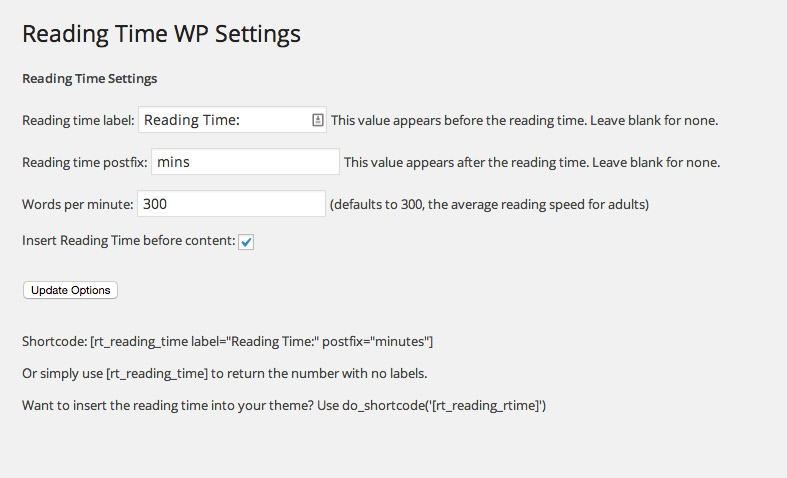 Reading Time WP Settings
Reading Time Settings
Reading time label: Reading Time: This value appears before the reading time. Leave blank for none.
Reading time postfix: mins This value appears after the reading time. Leave blank for none.
Words per minute: 300 (defaults to 300, the average reading speed for adults)
Insert Reading Time before content:
Update Options
Shortcode: [rt_reading_time label="Reading Time:" postfix="minutes"]
Or simply use [rt_reading_time] to return the number with no labels.
Want to insert the reading time into your theme? Use do_shortcode('[rt_reading_rtime]')